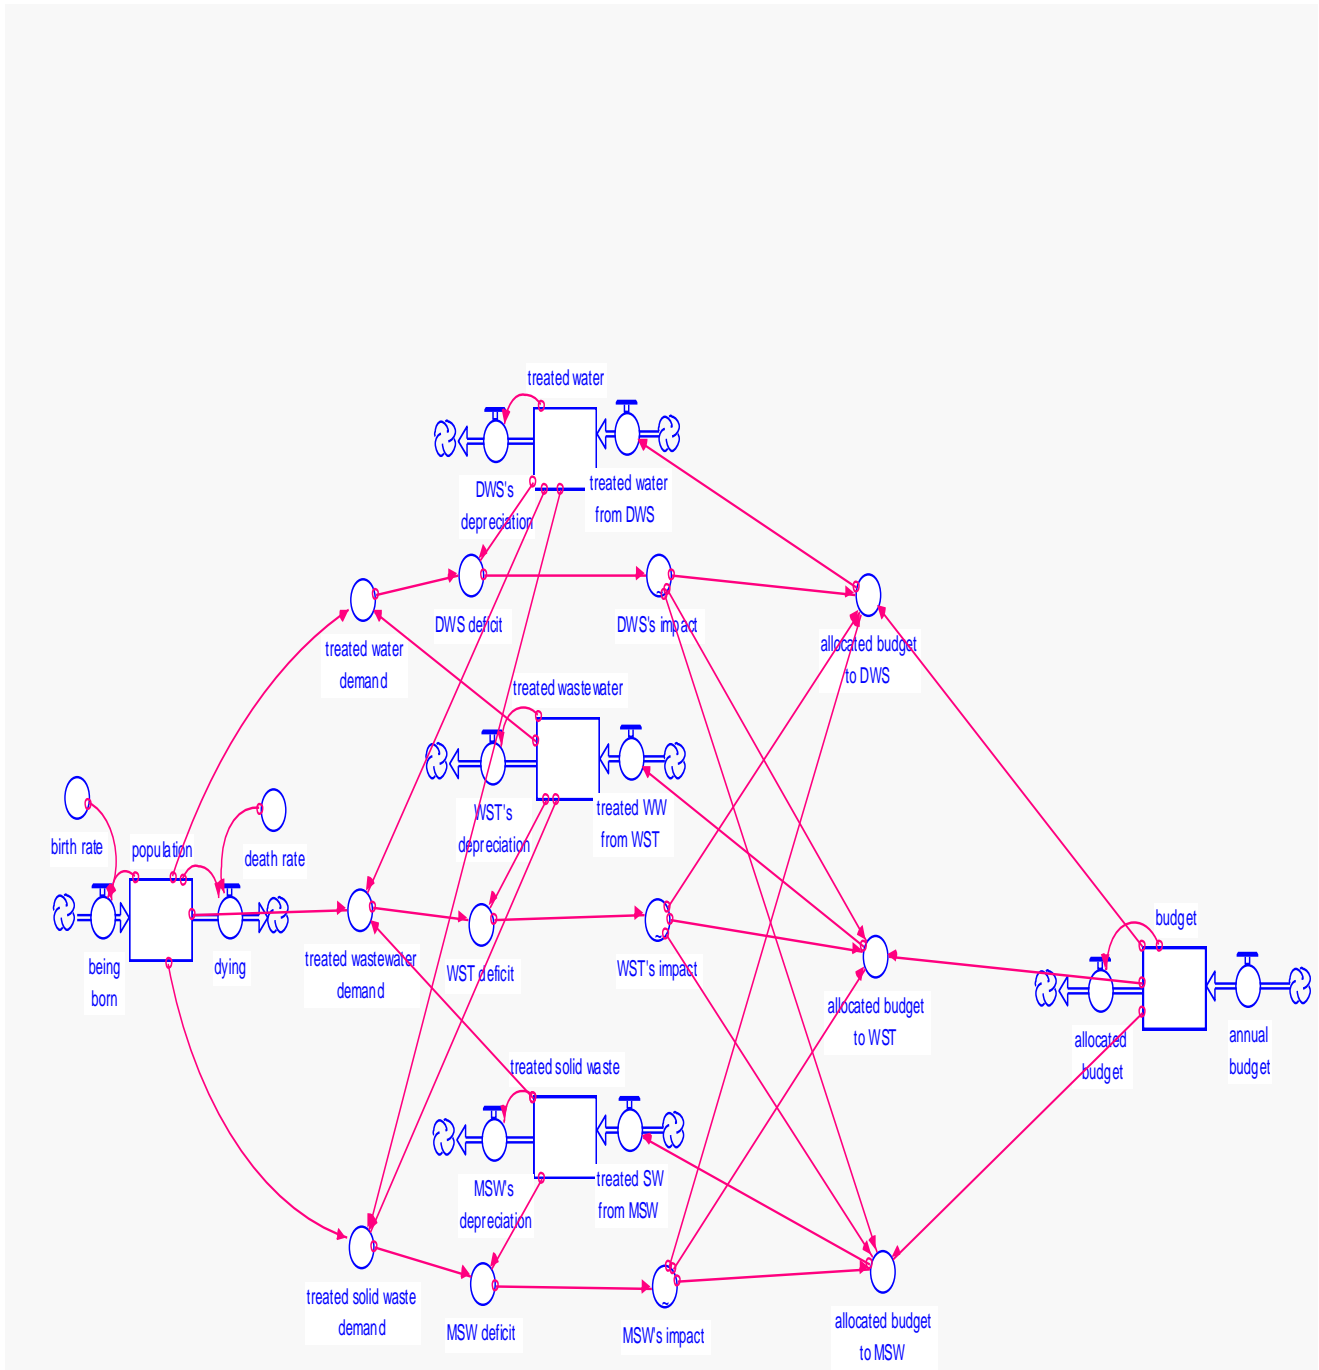 treated water
DWS's
depreciation
treated water
from DWS
DWS deficit
DWS's impact
treated water
demand
allocated budget
to DWS
treated wastewater
WST's
depreciation
treated WW
from WST
birth rate
population
death rate
being
born
dying
treated wastewater
demand
WST deficit
WST's impact
allocated budget
to WST
budget
allocated
budget
annual
budget
treated solid waste
MSW's
depreciation
treated SW
from MSW
treated solid waste
demand
MSW deficit
MSW's impact
allocated budget
to MSW